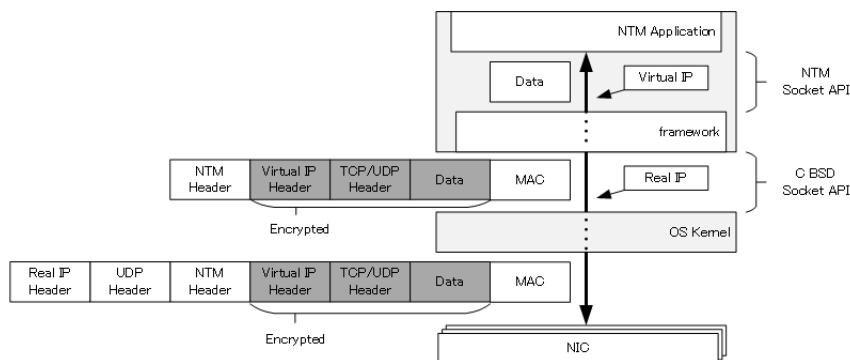 NTM Application
Data
Virtual IP
NTM
Socket API
framework
NTM
Header
Virtual IP
Header
TCP/UDP
Header
Data
MAC
Real IP
C BSD
Socket API
Encrypted
OS Kernel
Real IP
Header
UDP
Header
NTM
Header
Virtual IP
Header
TCP/UDP
Header
Data
MAC
Encrypted
NIC